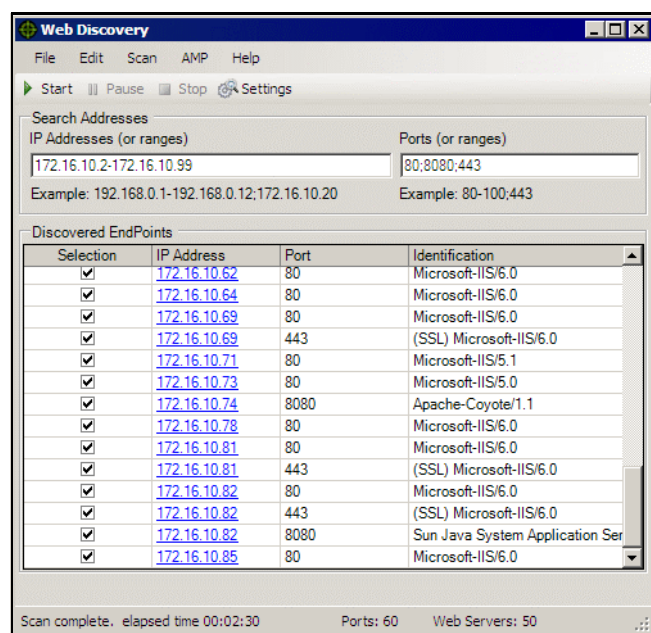 Web Discovery
File Edit Scan AMP Help
Start Pause Stop Settings
Search Addresses
IP Addresses (or ranges) Ports (or ranges)
172.16.10.2-172.16.10.99 80;8080;443
Example: 192.168.0.1-192.168.0.12;172.16.10.20 Example: 80-100;443
Discovered EndPoints
Selection IP Address Port Identification
172.16.10.62 80 Microsoft-IIS/6.0
172.16.10.64 80 Microsoft-IIS/6.0
172.16.10.69 80 Microsoft-IIS/6.0
172.16.10.69 443 (SSL) Microsoft-IIS/6.0
172.16.10.71 80 Microsoft-IIS/5.1
172.16.10.73 80 Microsoft-IIS/5.0
172.16.10.74 8080 Apache-Coyote/1.1
172.16.10.78 80 Microsoft-IIS/6.0
172.16.10.81 80 Microsoft-IIS/6.0
172.16.10.81 443 (SSL) Microsoft-IIS/6.0
172.16.10.82 80 Microsoft-IIS/6.0
172.16.10.82 443 (SSL) Microsoft-IIS/6.0
172.16.10.82 8080 Sun Java System Application Ser
172.16.10.85 80 Microsoft-IIS/6.0
Scan complete. elapsed time 00:02:30 Ports: 60 Web Servers: 50